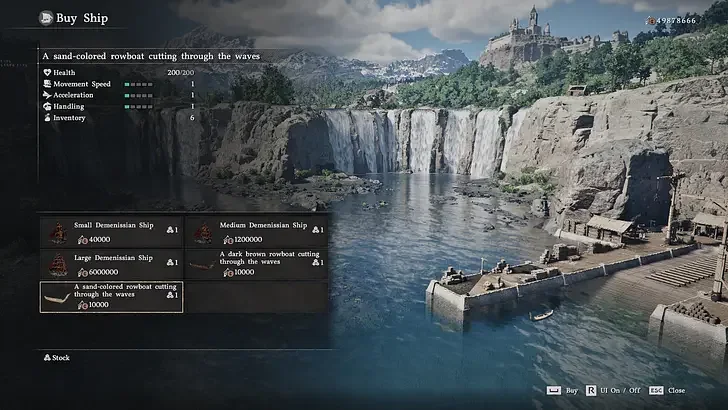 Buy Ship
49878666
A sand-colored rowboat cutting through the waves
Health 200/200
Movement Speed 1
Acceleration 1
Handling 1
Inventory 6
Small Demenissian Ship 1
40000
Medium Demenissian Ship 1
1200000
Large Demenissian Ship 1
6000000
A dark brown rowboat cutting
through the waves 1
10000
A sand-colored rowboat cutting
through the waves 1
10000
Stock
Buy
R UI On / Off
ESC Close